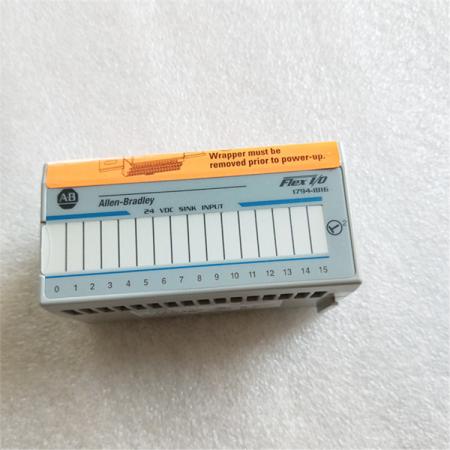 Wrapper must be
removed prior to power-up.
AB
Allen-Bradley
Flex I/O
1794-IB16
24 VDC SINK INPUT
2
0 1 2 3 4 5 6 7 8 9 10 11 12 13 14 15